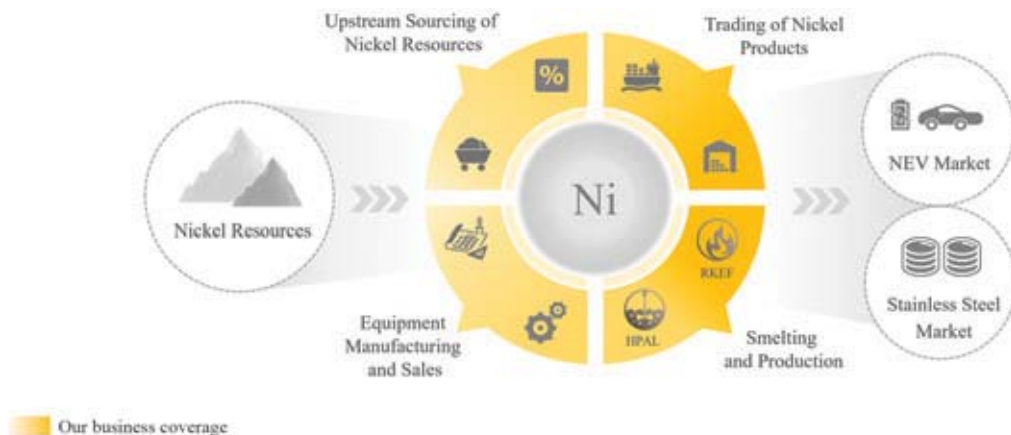 Upstream Sourcing of
Nickel Resources
Trading of Nickel
Products
%
Nickel Resources
Ni
NEV Market
RKEF
HPAL
Stainless Steel
Market
Equipment
Manufacturing
and Sales
Smelting
and Production
Our business coverage